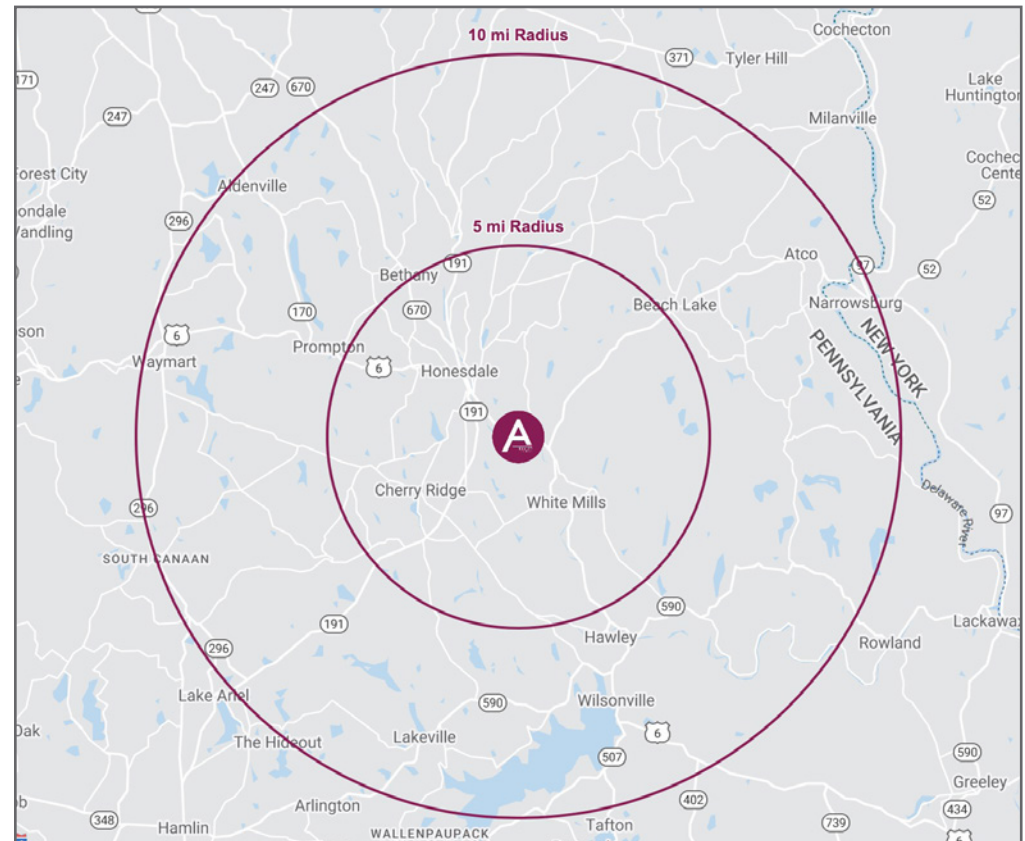 Cochecton
10 mi Radius
371
Tyler Hill
171
247
670
Lake
Huntington
247
Milanville
Forest City
Cochec
Cente
Aldenville
ondale
Vandling
296
52
5 mi Radius
Atco
191
97
52
Bethany
Beach Lake
Narrowsburg
670
170
son
6
NEW YORK
PENNSYLVANIA
Prompton
Waymart
6
Honesdale
191
A
Cherry Ridge
White Mills
296
97
Delaware River
SOUTH CANAAN
590
191
Lackawa
Hawley
Rowland
296
Lake Ariel
590
Wilsonville
Oak
The Hideout
Lakeville
6
507
590
Greeley
402
Arlington
434
348
Hamlin
WALLENPAUPACK
Tafton
739
6